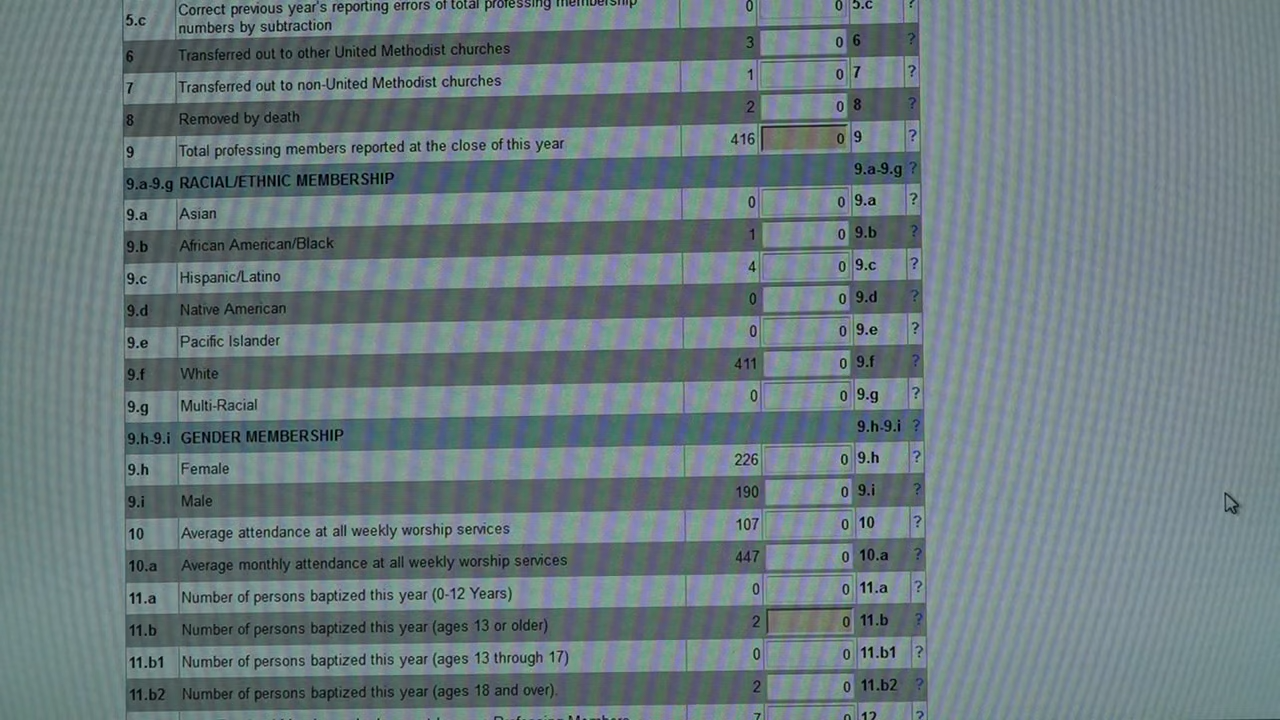 5.c Correct previous year's reporting errors of total professing membership 0 0 5.c ?
numbers by subtraction
6 Transferred out to other United Methodist churches 3 0 6 ?
7 Transferred out to non-United Methodist churches 1 0 7 ?
8 Removed by death 2 0 8 ?
9 Total professing members reported at the close of this year 416 0 9 ?
9.a-9.g RACIAL/ETHNIC MEMBERSHIP 9.a-9.g ?
9.a Asian 0 0 9.a ?
9.b African American/Black 1 0 9.b ?
9.c Hispanic/Latino 4 0 9.c ?
9.d Native American 0 0 9.d ?
9.e Pacific Islander 0 0 9.e ?
9.f White 411 0 9.f ?
9.g Multi-Racial 0 0 9.g ?
9.h-9.i GENDER MEMBERSHIP 9.h-9.i ?
9.h Female 226 0 9.h ?
9.i Male 190 0 9.i ?
10 Average attendance at all weekly worship services 107 0 10 ?
10.a Average monthly attendance at all weekly worship services 447 0 10.a ?
11.a Number of persons baptized this year (0-12 Years) 0 0 11.a ?
11.b Number of persons baptized this year (ages 13 or older) 2 0 11.b ?
11.b1 Number of persons baptized this year (ages 13 through 17) 0 0 11.b1 ?
11.b2 Number of persons baptized this year (ages 18 and over). 2 0 11.b2 ?
Professing Members 7 0 12 ?